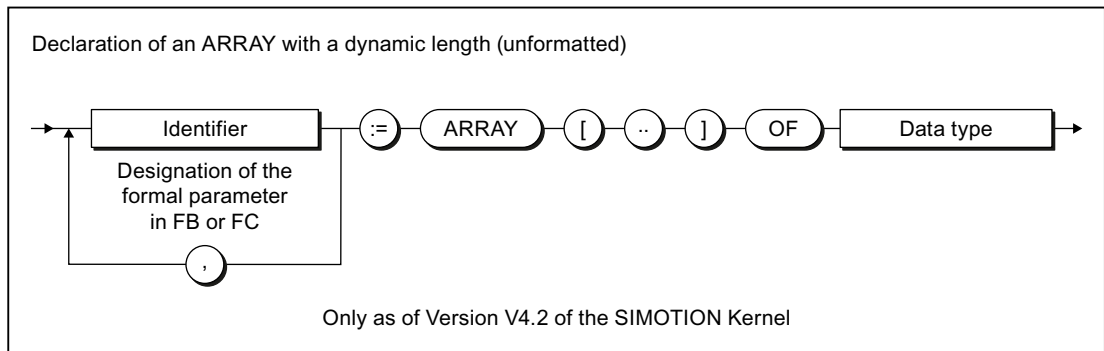 Declaration of an ARRAY with a dynamic length (unformatted)
Identifier := ARRAY [ .. ] OF Data type
Designation of the
formal parameter
in FB or FC
,
Only as of Version V4.2 of the SIMOTION Kernel